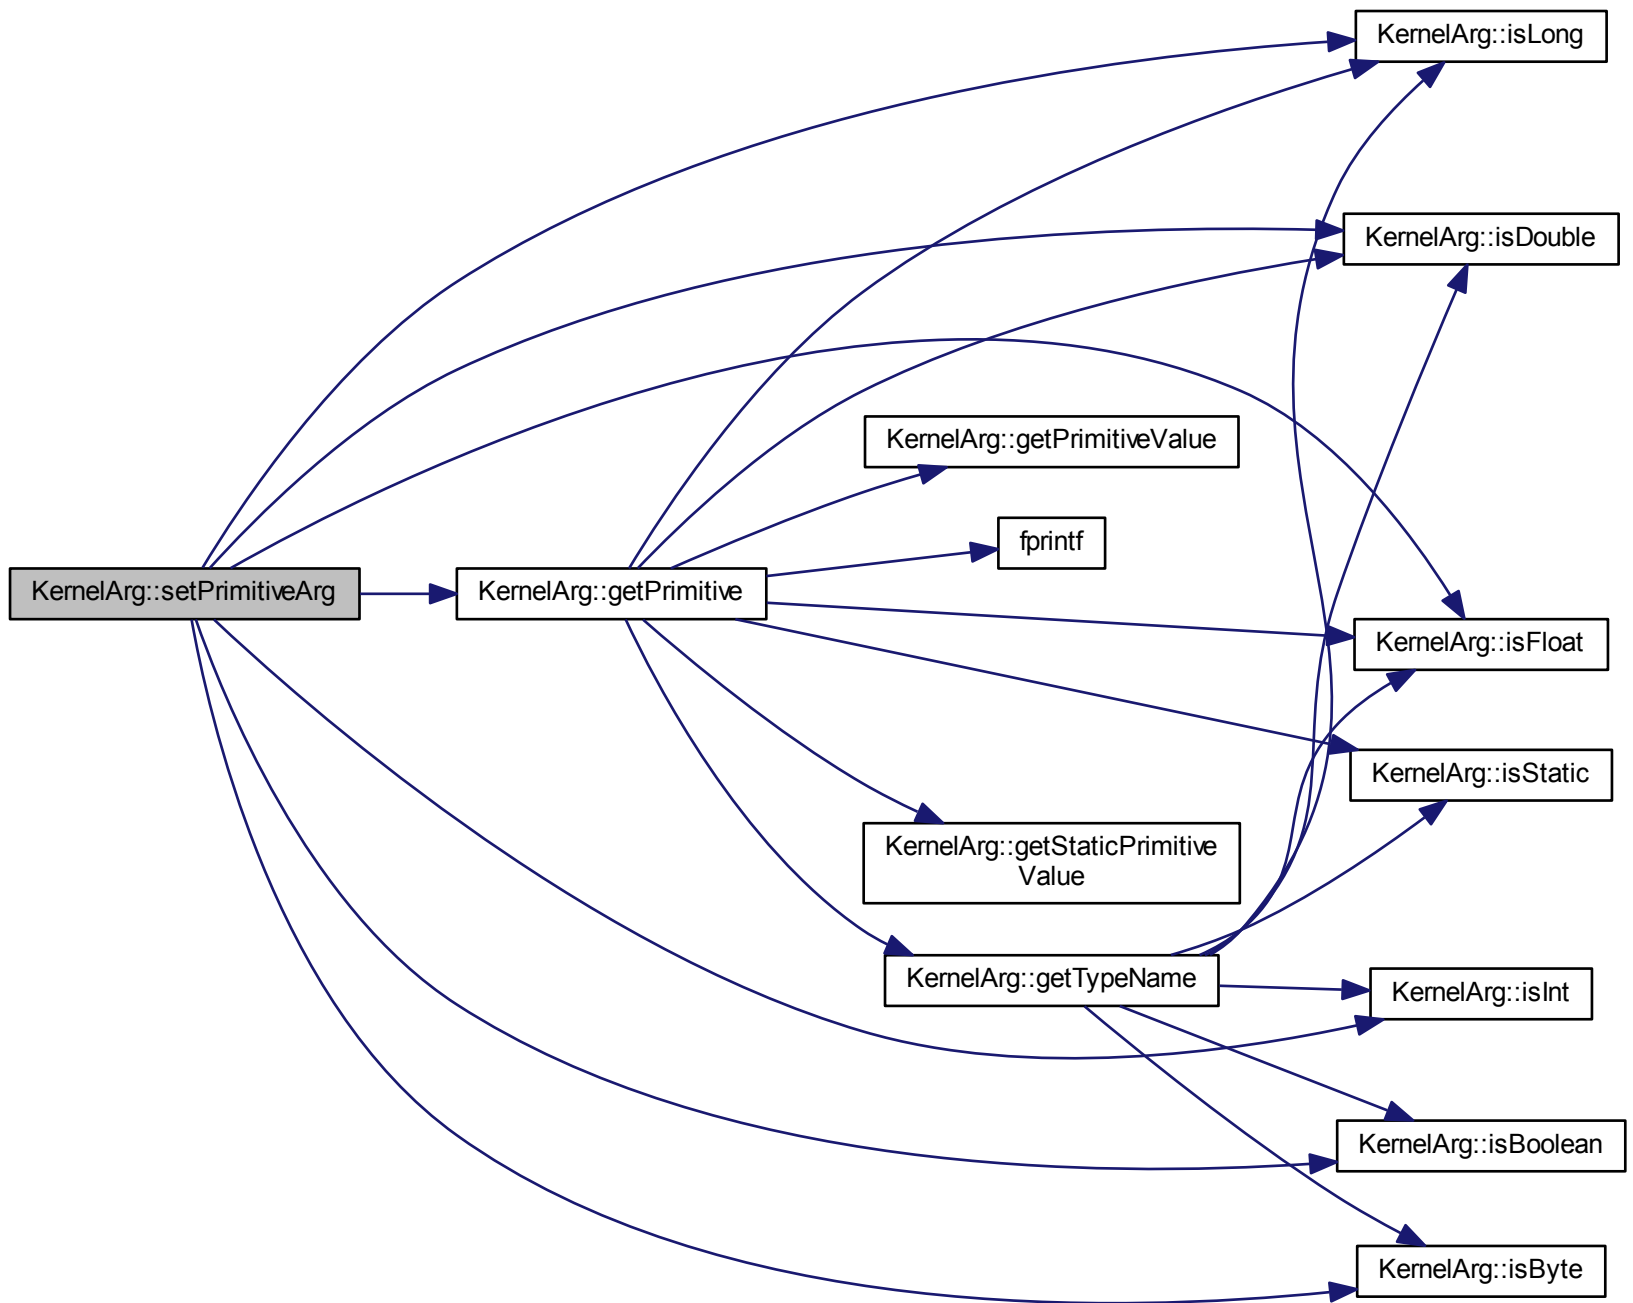 KernelArg::isLong
KernelArg::isDouble
KernelArg::getPrimitiveValue
fprintf
KernelArg::setPrimitiveArg
KernelArg::getPrimitive
KernelArg::isFloat
KernelArg::isStatic
KernelArg::getStaticPrimitive
Value
KernelArg::getTypeName
KernelArg::isInt
KernelArg::isBoolean
KernelArg::isByte